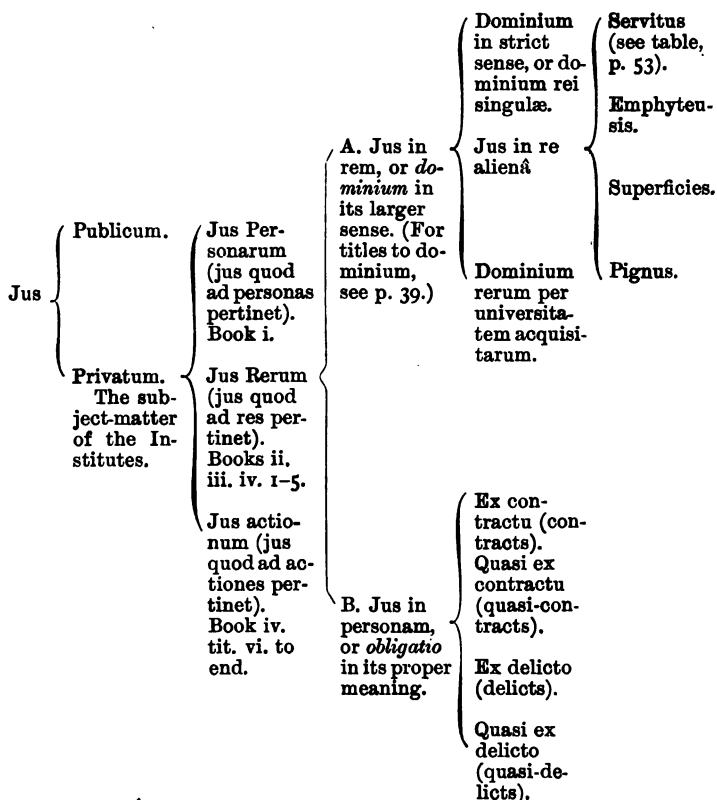 Jus
Publicum.
Privatum.
The sub-
ject-matter
of the In-
stitutes.
Jus Per-
sonarum
(jus quod
ad personas
pertinet).
Book i.
Jus Rerum
(jus quod
ad res per-
tinet).
Books ii.
iii. iv. 1–5.
Jus actio-
num (jus
quod ad ac-
tiones per-
tinet).
Book iv.
tit. vi. to
end.
A. Jus in
rem, or do-
minium in
its larger
sense. (For
titles to do-
minium,
see p. 39.)
Dominium
in strict
sense, or do-
minium rei
singulæ.
Jus in re
alienâ
Servitus
(see table,
p. 53).
Emphyteu-
sis.
Superficies.
Pignus.
Dominium
rerum per
universita-
tem acquisi-
tarum.
B. Jus in
personam,
or obligatio
in its proper
meaning.
Ex con-
tractu (con-
tracts).
Quasi ex
contractu
(quasi-con-
tracts).
Ex delicto
(delicts).
Quasi ex
delicto
(quasi-de-
licts).